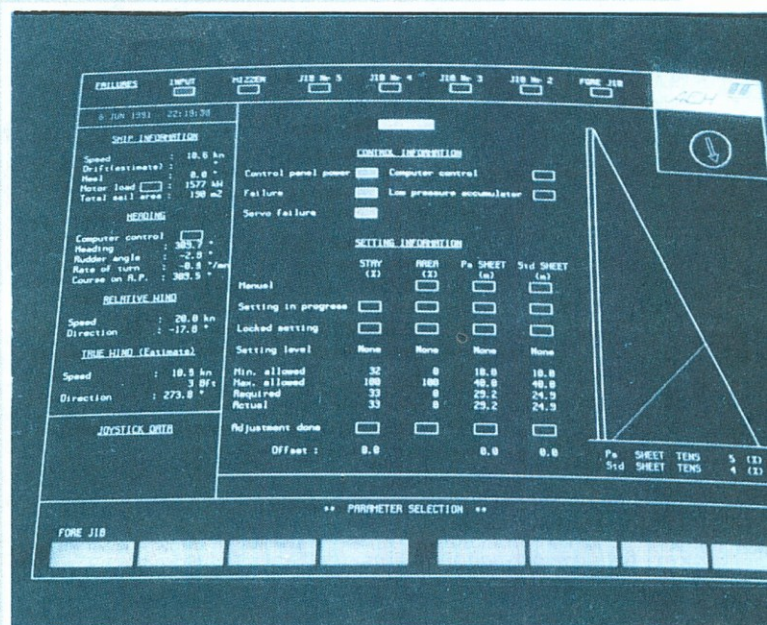 FAILURES INPUT MIZZEN JIB Nr 5 JIB Nr 4 JIB Nr 3 JIB Nr 2 FORE JIB
6 JUN 1991 22:19:38
SHIP INFORMATION
Speed : 10.6 kn
Drift(estimate) : °
Heel : 0.0 °
Motor load : 1577 kW
Total sail area : 190 m2
HEADING
Computer control
Heading : 309.7 °
Rudder angle : -2.0 °
Rate of turn : °/mn
Course on A.P. : 309.5 °
RELATIVE WIND
Speed : 20.0 kn
Direction : -17.0 °
TRUE WIND (Estimate)
Speed : 10.9 kn
3 Bft
Direction : 273.0 °
JOYSTICK DATA
CONTROL INFORMATION
Control panel power Computer control
Failure Low pressure accumulator
Servo failure
SETTING INFORMATION
STAY AREA Pa SHEET Std SHEET
(%) (%) (m) (m)
Manual
Setting in progress
Locked setting
Setting level None None None None
Min. allowed 32 0 10.0 10.0
Max. allowed 100 100 40.0 40.0
Required 33 0 29.2 24.9
Actual 33 0 29.2 24.9
Adjustment done
Offset : 0.0 0.0 0.0
Pa SHEET TENS 5 (%)
Std SHEET TENS 4 (%)
** PARAMETER SELECTION **
FORE JIB